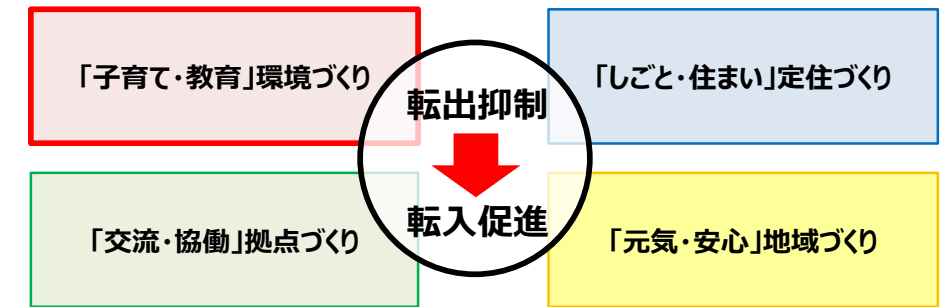 「子育て・教育」環境づくり
「しごと・住まい」定住づくり
転出抑制
転入促進
「交流・協働」拠点づくり
「元気・安心」地域づくり